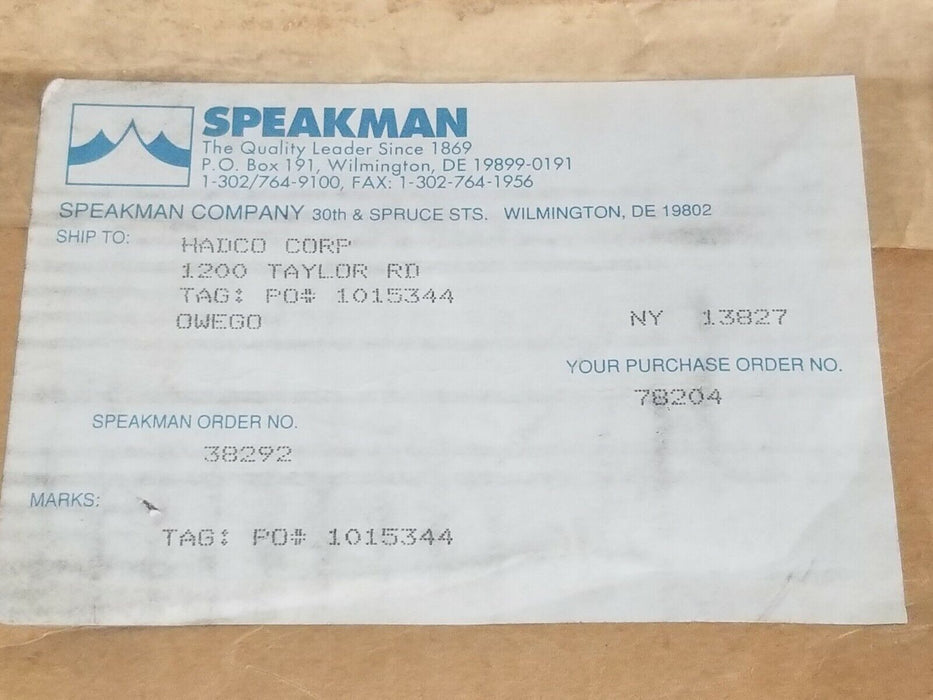 SPEAKMAN
The Quality Leader Since 1869
P.O. Box 191, Wilmington, DE 19899-0191
1-302/764-9100, FAX: 1-302-764-1956
SPEAKMAN COMPANY 30th & SPRUCE STS. WILMINGTON, DE 19802
SHIP TO: HADCO CORP
1200 TAYLOR RD
TAG: PO# 1015344
OWEGO NY 13827
YOUR PURCHASE ORDER NO.
78204
SPEAKMAN ORDER NO.
38292
MARKS:
TAG: PO# 1015344